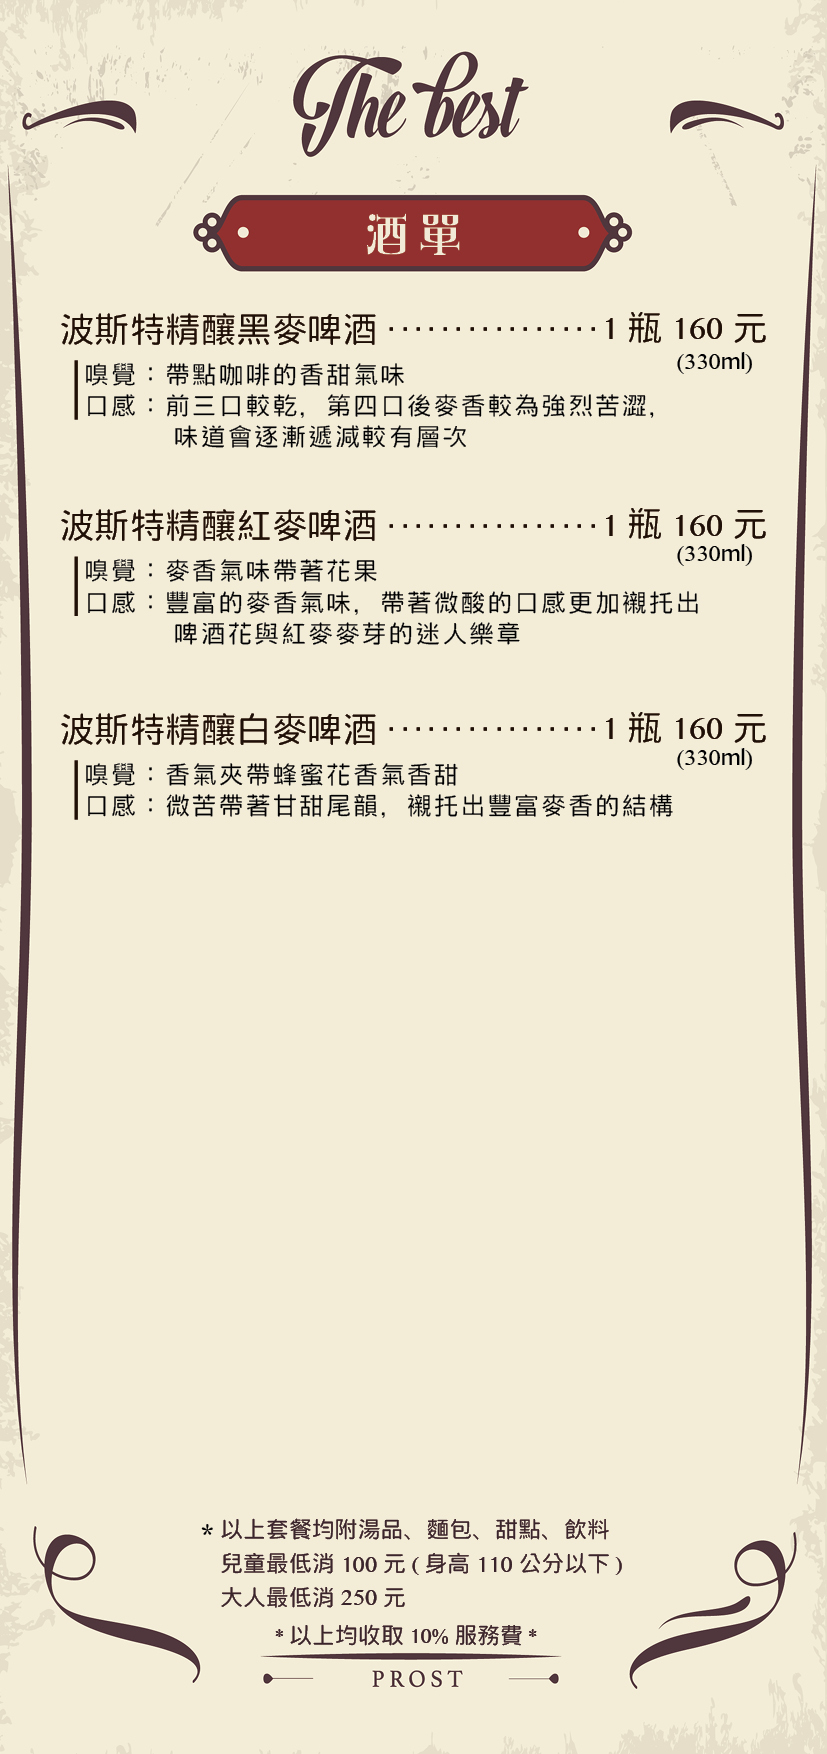 The best
酒單
波斯特精釀黑麥啤酒 ················ 1 瓶 160 元
(330ml)
嗅覺：帶點咖啡的香甜氣味
口感：前三口較乾，第四口後麥香較為強烈苦澀，
味道會逐漸遞減較有層次
波斯特精釀紅麥啤酒 ················ 1 瓶 160 元
(330ml)
嗅覺：麥香氣味帶著花果
口感：豐富的麥香氣味，帶著微酸的口感更加襯托出
啤酒花與紅麥麥芽的迷人樂章
波斯特精釀白麥啤酒 ················ 1 瓶 160 元
(330ml)
嗅覺：香氣夾帶蜂蜜花香氣香甜
口感：微苦帶著甘甜尾韻，襯托出豐富麥香的結構
* 以上套餐均附湯品、麵包、甜點、飲料
兒童最低消 100 元 ( 身高 110 公分以下 )
大人最低消 250 元
* 以上均收取 10% 服務費 *
PROST